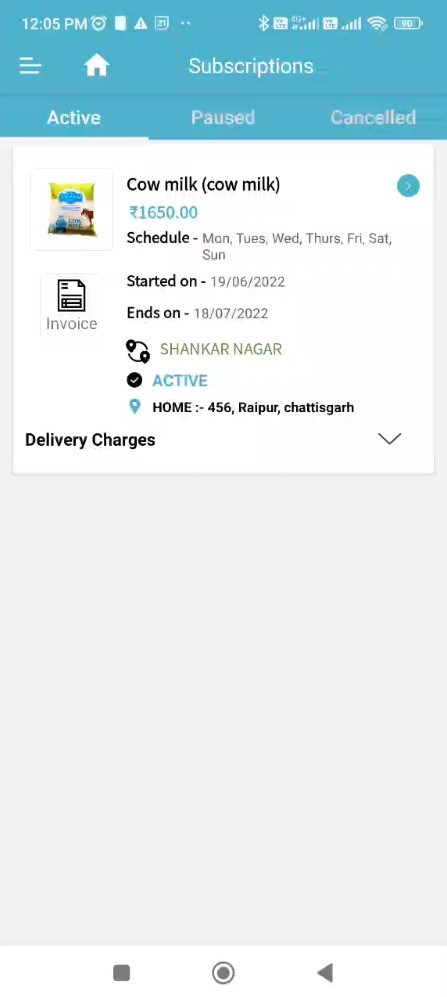 12:05 PM
31
4G+
90
Subscriptions
Active
Paused
Cancelled
Cow milk (cow milk)
₹1650.00
Schedule - Mon, Tues, Wed, Thurs, Fri, Sat,
Sun
Started on - 19/06/2022
Invoice
Ends on - 18/07/2022
SHANKAR NAGAR
ACTIVE
HOME :- 456, Raipur, chattisgarh
Delivery Charges